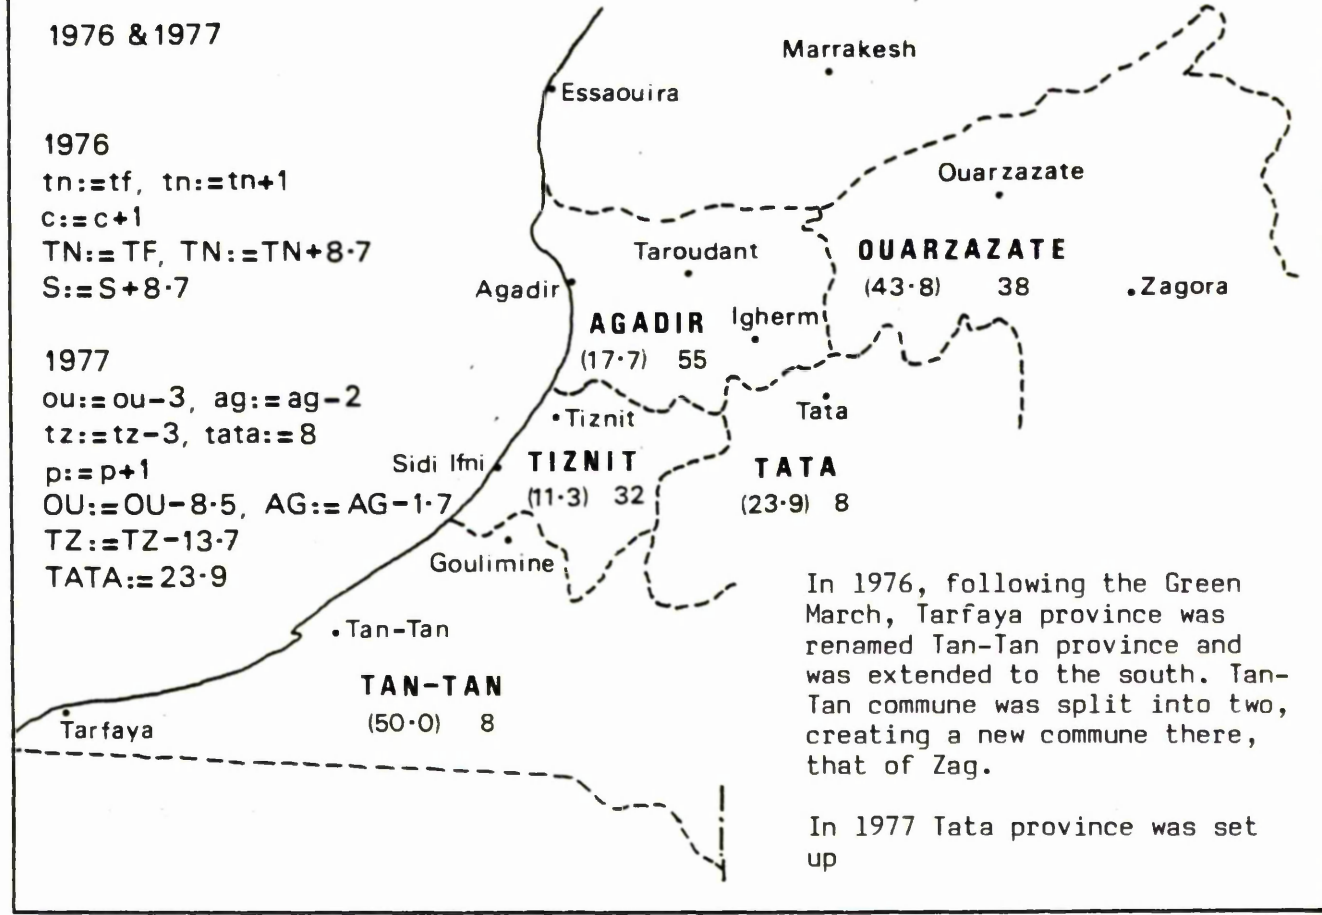 1976 & 1977
1976
tn:=tf, tn:=tn+1
c:=c+1
TN:=TF, TN:=TN+8·7
S:=S+8·7
1977
ou:=ou-3, ag:=ag-2
tz:=tz-3, tata:=8
p:=p+1
OU:=OU-8·5, AG:=AG-1·7
TZ:=TZ-13·7
TATA:=23·9
Marrakesh
Essaouira
Ouarzazate
Taroudant
OUARZAZATE
(43·8) 38
Zagora
Agadir
AGADIR
(17·7) 55
Igherm
Tata
Tiznit
Sidi Ifni
TIZNIT
(11·3) 32
TATA
(23·9) 8
Goulimine
Tan-Tan
TAN-TAN
(50·0) 8
Tarfaya
In 1976, following the Green
March, Tarfaya province was
renamed Tan-Tan province and
was extended to the south. Tan-
Tan commune was split into two,
creating a new commune there,
that of Zag.
In 1977 Tata province was set
up